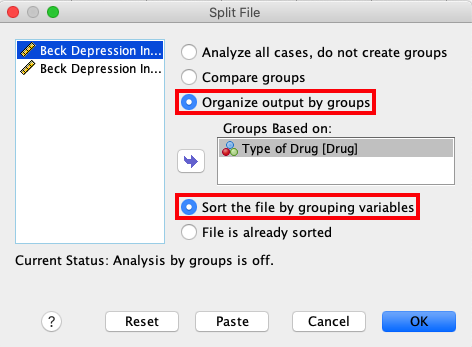 Split File
Beck Depression In...
Beck Depression In...
Analyze all cases, do not create groups
Compare groups
Organize output by groups
Groups Based on:
Type of Drug [Drug]
Sort the file by grouping variables
File is already sorted
Current Status: Analysis by groups is off.
? Reset Paste Cancel OK